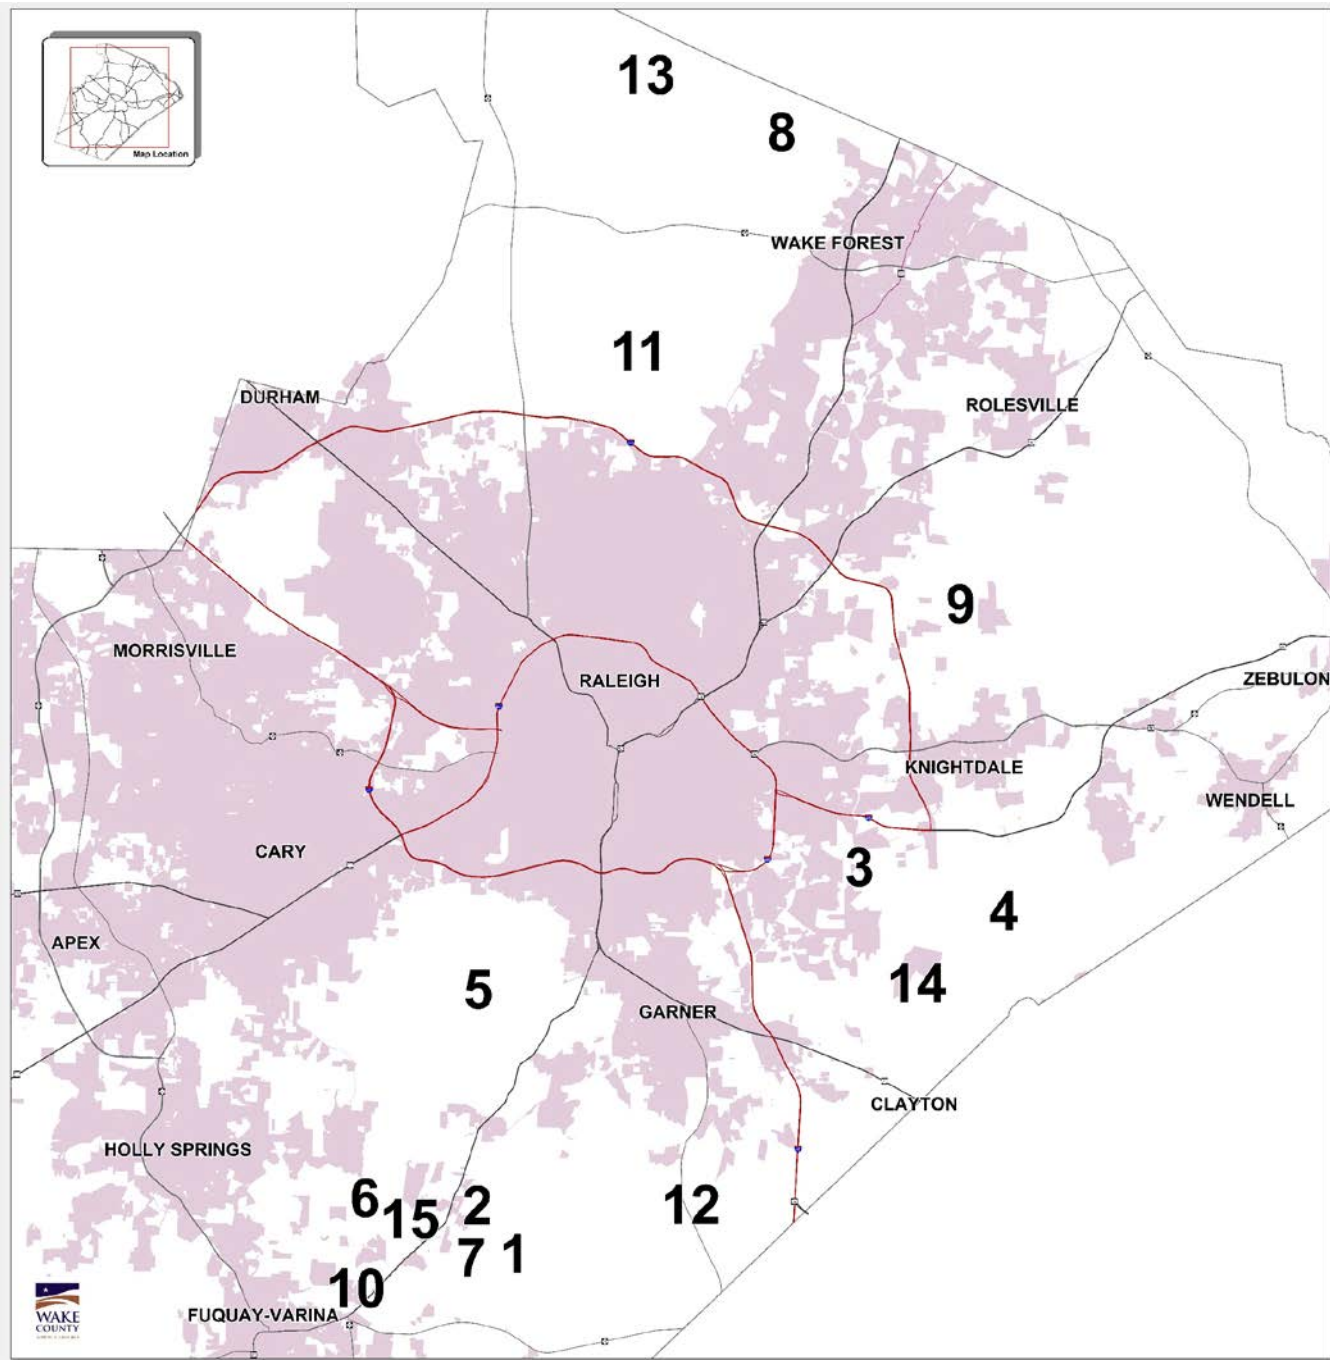 13
8
Map Location
WAKE FOREST
11
DURHAM
ROLESVILLE
9
MORRISVILLE
RALEIGH
ZEBULON
KNIGHTDALE
WENDELL
CARY
3
4
APEX
5
14
GARNER
CLAYTON
HOLLY SPRINGS
6
15
2
12
7
1
10
WAKE
COUNTY
FUQUAY-VARINA